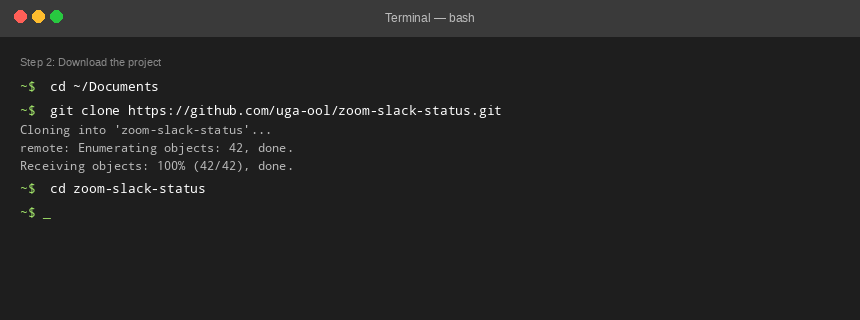 Terminal — bash
Step 2: Download the project
~$ cd ~/Documents
~$ git clone https://github.com/uga-ool/zoom-slack-status.git
Cloning into 'zoom-slack-status'...
remote: Enumerating objects: 42, done.
Receiving objects: 100% (42/42), done.
~$ cd zoom-slack-status
~$ _